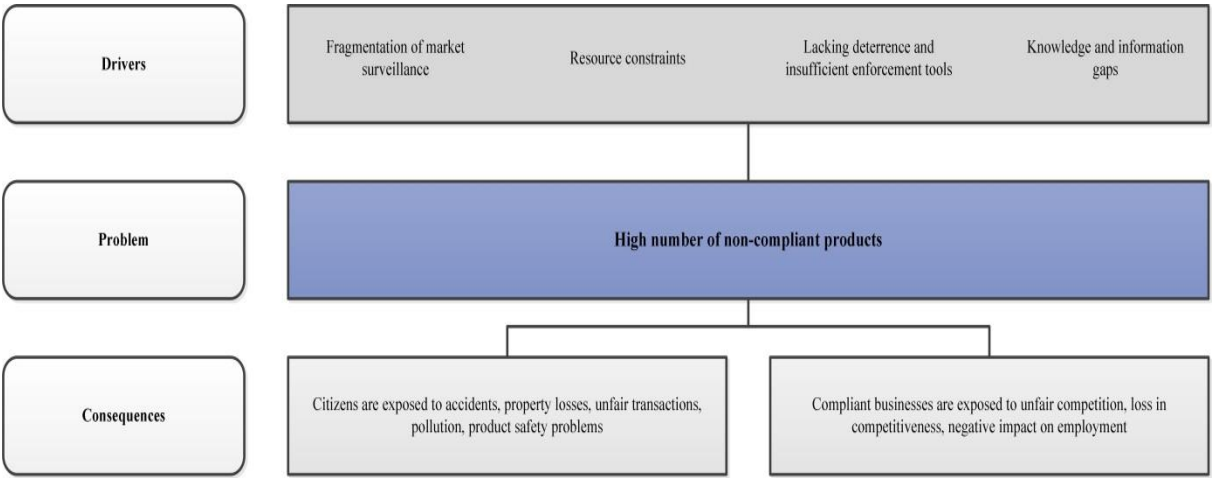 Drivers
Fragmentation of market
surveillance
Resource constraints
Lacking deterrence and
insufficient enforcement tools
Knowledge and information
gaps
Problem
High number of non-compliant products
Consequences
Citizens are exposed to accidents, property losses, unfair transactions,
pollution, product safety problems
Compliant businesses are exposed to unfair competition, loss in
competitiveness, negative impact on employment